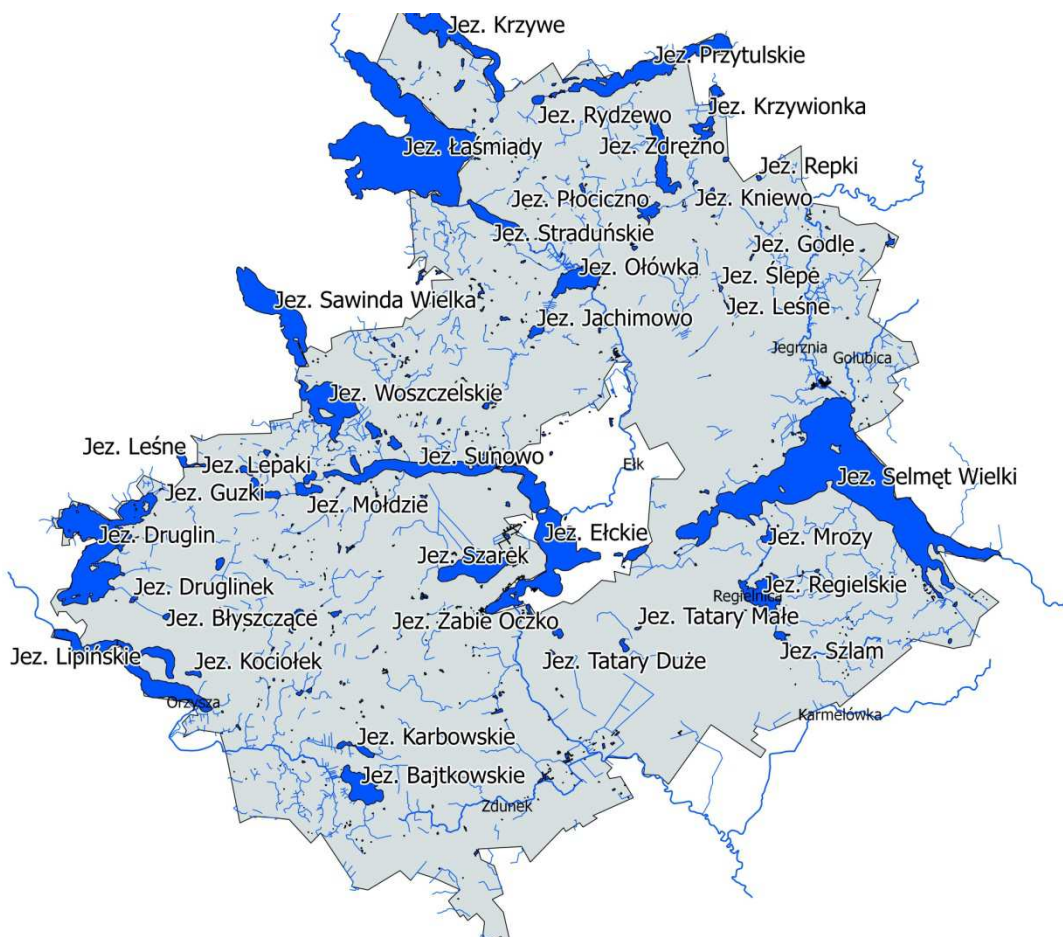 Jez. Krzywe
Jez. Przytulskie
Jez. Rydzewo
Jez. Krzywionka
Jez. Łaśmiady
Jez. Zdrężno
Jez. Repki
Jez. Płociczno
Jez. Kniewo
Jez. Straduńskie
Jez. Godle
Jez. Ołówka
Jez. Ślepe
Jez. Sawinda Wielka
Jez. Leśne
Jez. Jachimowo
Jegrznia
Gołubica
Jez. Woszczelskie
Jez. Leśne
Jez. Sunowo
Jez. Lepaki
Ełk
Jez. Selmęt Wielki
Jez. Guzki
Jez. Mołdzie
Jez. Druglin
Jez. Ełckie
Jez. Mrozy
Jez. Szarek
Jez. Druglinek
Jez. Regielskie
Regielnica
Jez. Błyszczące
Jez. Żabie Oczko
Jez. Tatary Małe
Jez. Lipińskie
Jez. Kociołek
Jez. Tatary Duże
Jez. Szlam
Orzysza
Karmelówka
Jez. Karbowskie
Jez. Bajtkowskie
Zdunek